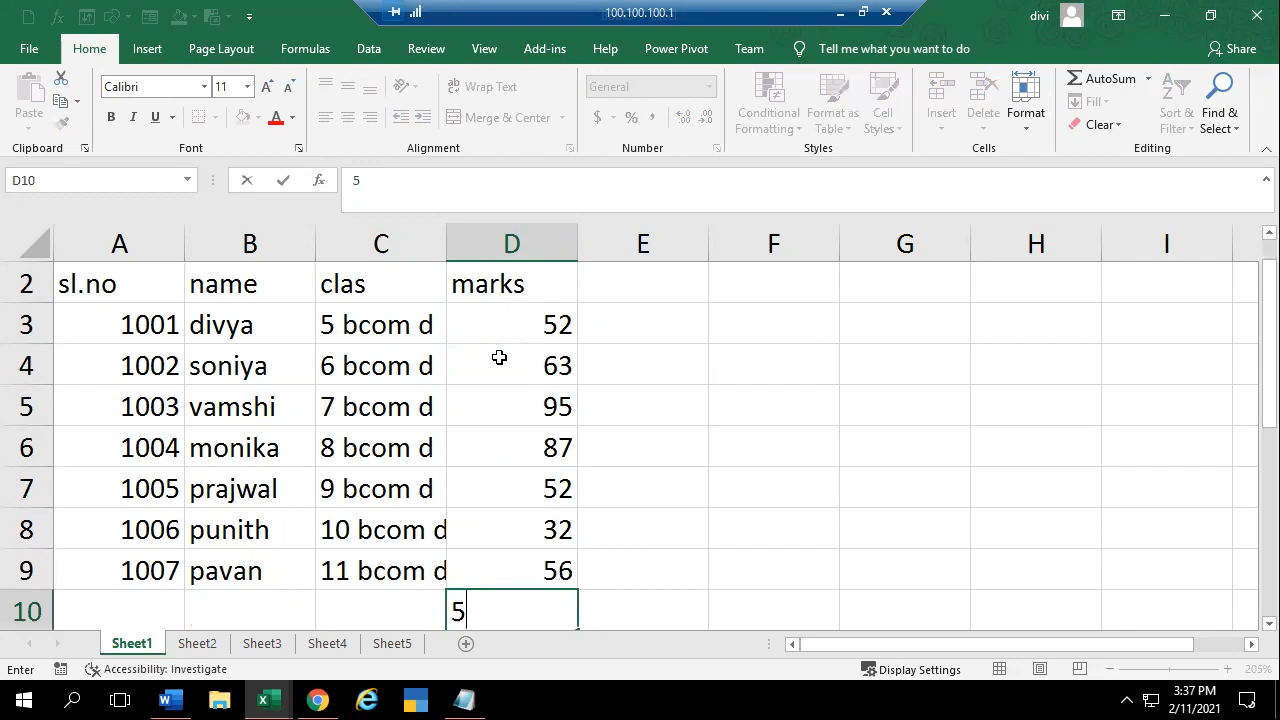 100.100.100.1
divi
File Home Insert Page Layout Formulas Data Review View Add-ins Help Power Pivot Team Tell me what you want to do Share
Paste
Clipboard
Calibri 11
B I U
Font
Wrap Text
Merge & Center
Alignment
General
$ % ,
Number
Conditional Formatting
Format as Table
Cell Styles
Styles
Insert
Delete
Format
Cells
AutoSum
Fill
Clear
Sort & Filter
Find & Select
Editing
D10 fx 5
A B C D E F G H I
2 sl.no name clas marks
3 1001 divya 5 bcom d 52
4 1002 soniya 6 bcom d 63
5 1003 vamshi 7 bcom d 95
6 1004 monika 8 bcom d 87
7 1005 prajwal 9 bcom d 52
8 1006 punith 10 bcom d 32
9 1007 pavan 11 bcom d 56
10 5
Sheet1 Sheet2 Sheet3 Sheet4 Sheet5
Enter Accessibility: Investigate Display Settings 205%
3:37 PM
2/11/2021